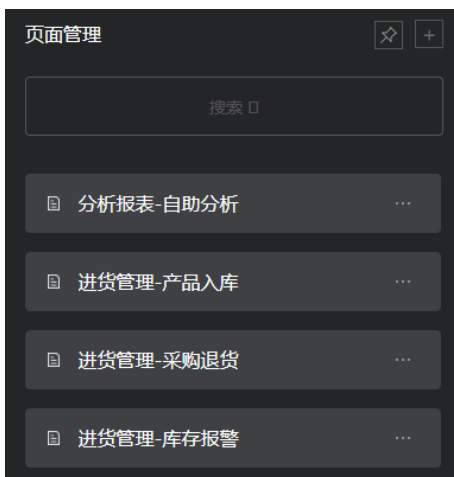 页面管理
搜索
分析报表-自助分析
进货管理-产品入库
进货管理-采购退货
进货管理-库存报警